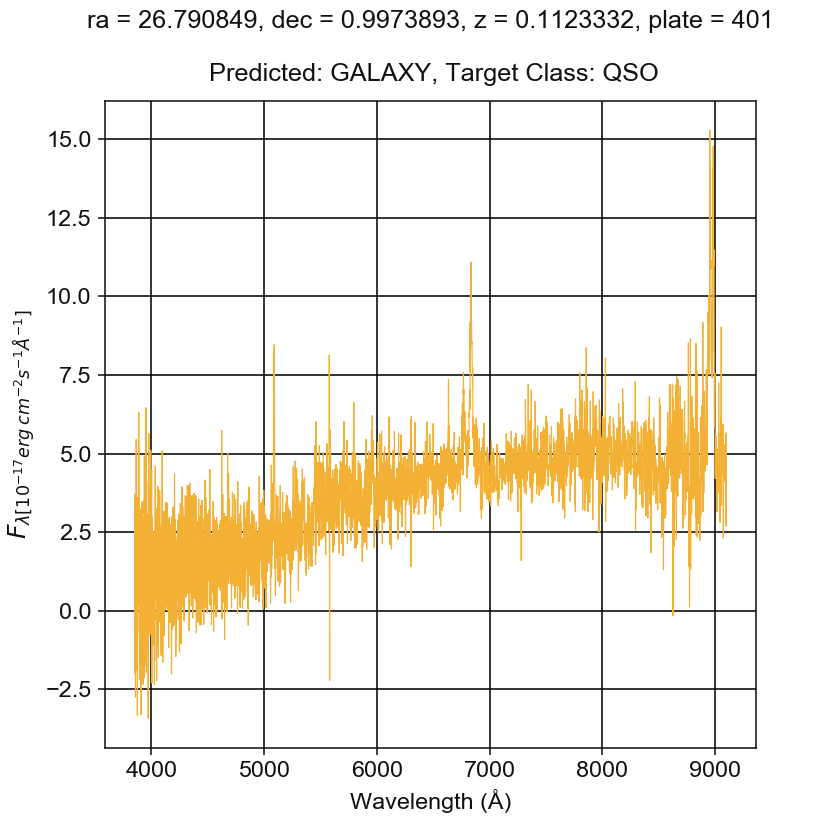 ra = 26.790849, dec = 0.9973893, z = 0.1123332, plate = 401
Predicted: GALAXY, Target Class: QSO
15.0
12.5
10.0
7.5
5.0
2.5
0.0
−2.5
F_{λ[10^{−17} erg cm^{−2} s^{−1} Å^{−1}]}
4000 5000 6000 7000 8000 9000
Wavelength (Å)